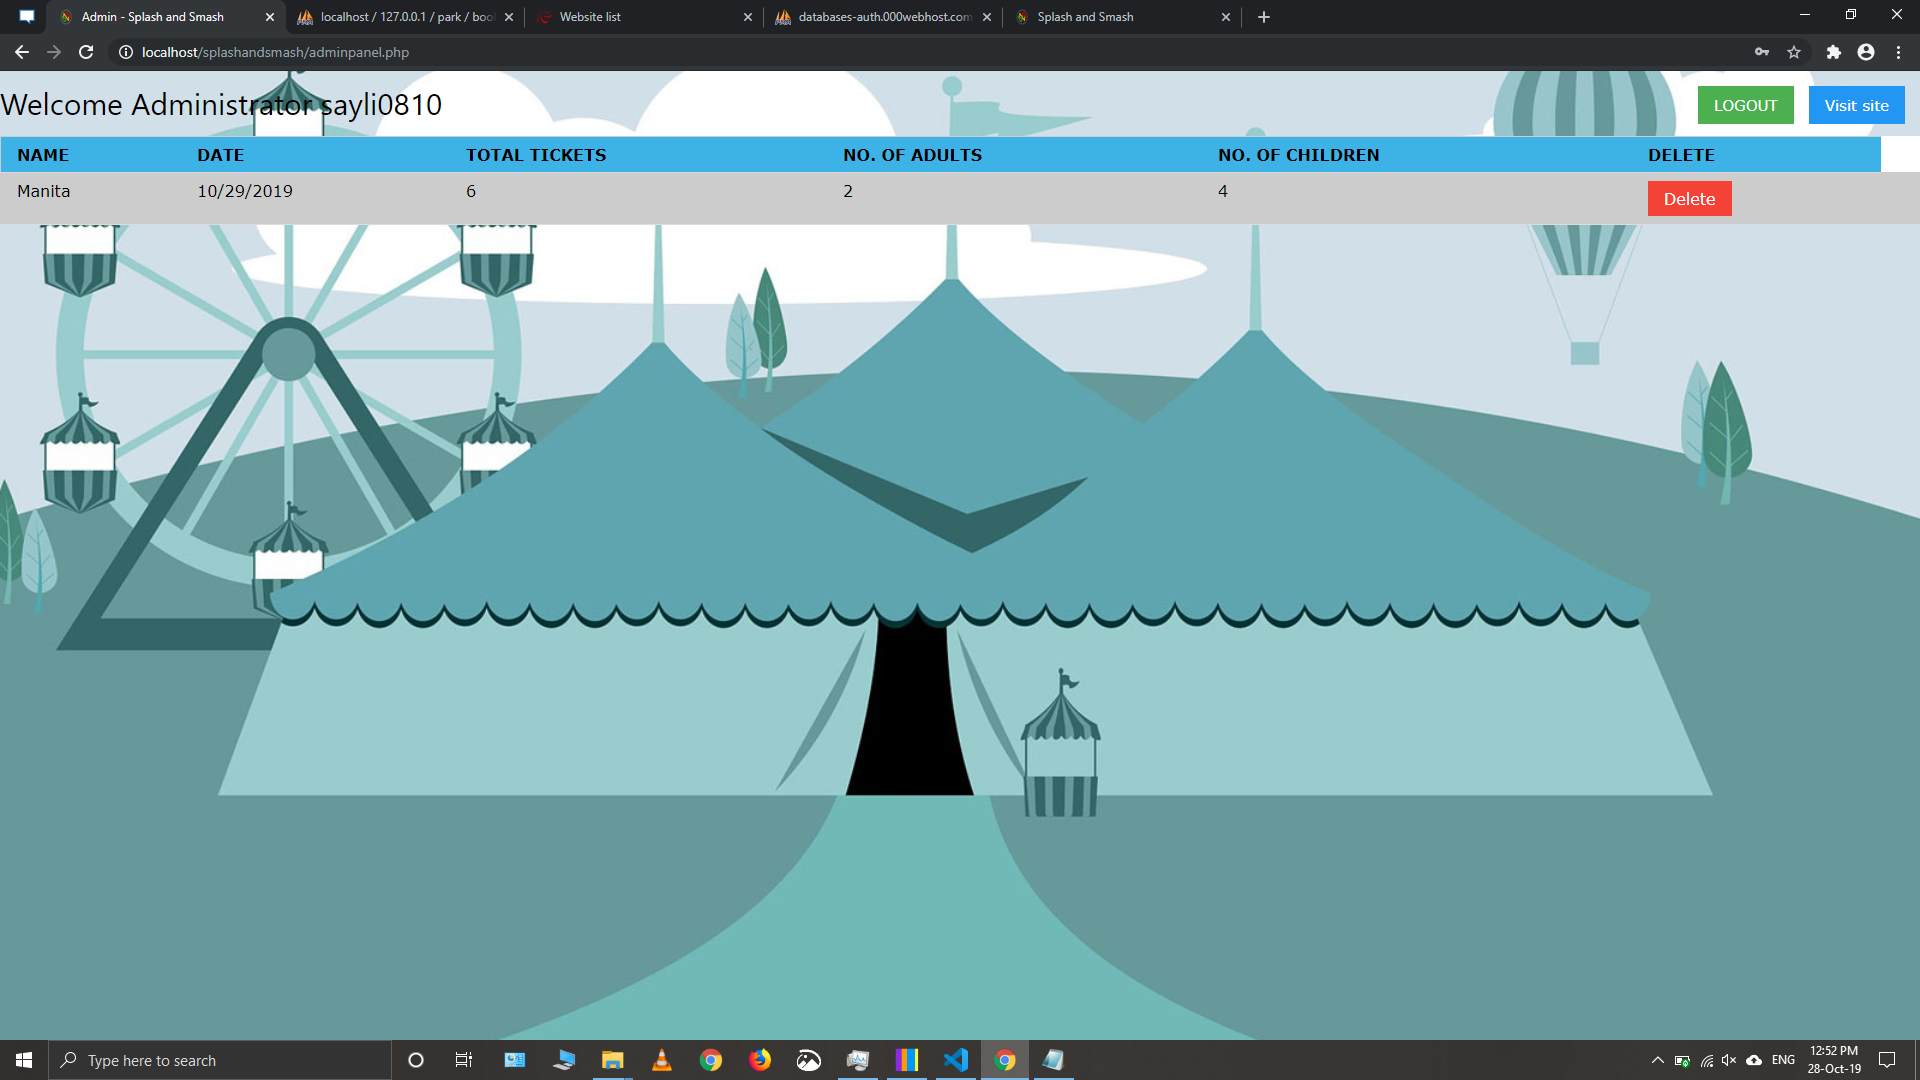 Admin - Splash and Smash
localhost / 127.0.0.1 / park / boo
Website list
databases-auth.000webhost.com
Splash and Smash
localhost/splashandsmash/adminpanel.php
Welcome Administrator sayli0810
LOGOUT
Visit site
NAME DATE TOTAL TICKETS NO. OF ADULTS NO. OF CHILDREN DELETE
Manita 10/29/2019 6 2 4 Delete
Type here to search
ENG
12:52 PM
28-Oct-19